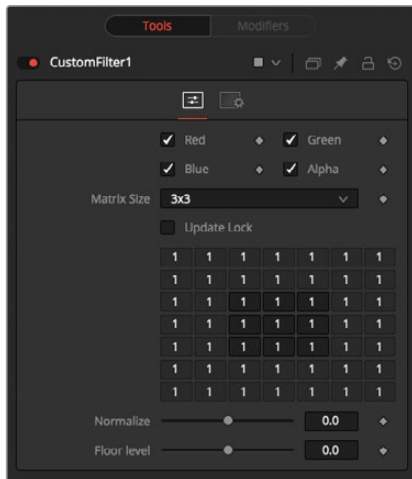 Tools Modifiers
CustomFilter1
Red Green
Blue Alpha
Matrix Size 3x3
Update Lock
1 1 1 1 1 1 1
1 1 1 1 1 1 1
1 1 1 1 1 1 1
1 1 1 1 1 1 1
1 1 1 1 1 1 1
1 1 1 1 1 1 1
1 1 1 1 1 1 1
Normalize 0.0
Floor level 0.0